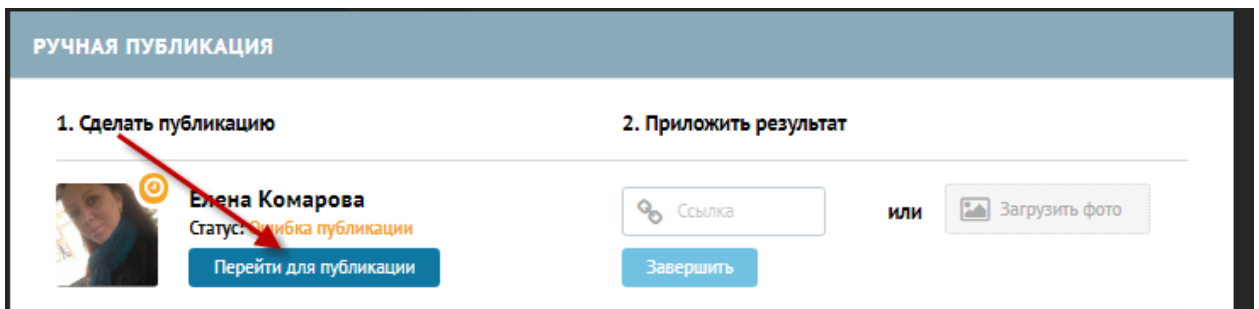 РУЧНАЯ ПУБЛИКАЦИЯ
1. Сделать публикацию
2. Приложить результат
Елена Комарова
Статус: Ошибка публикации
Перейти для публикации
Ссылка
или
Загрузить фото
Завершить